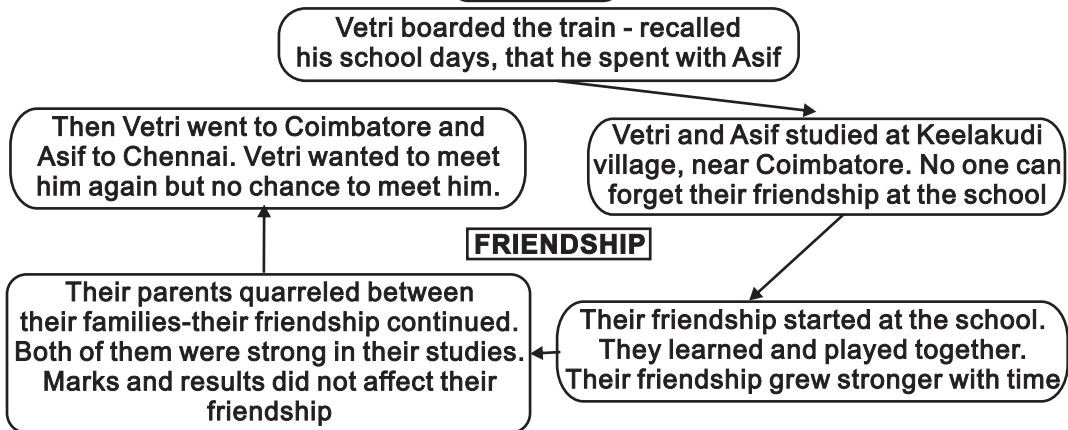 Vetri boarded the train - recalled
his school days, that he spent with Asif
Vetri and Asif studied at Keelakudi
village, near Coimbatore. No one can
forget their friendship at the school
Their friendship started at the school.
They learned and played together.
Their friendship grew stronger with time
Their parents quarreled between
their families-their friendship continued.
Both of them were strong in their studies.
Marks and results did not affect their
friendship
Then Vetri went to Coimbatore and
Asif to Chennai. Vetri wanted to meet
him again but no chance to meet him.
FRIENDSHIP